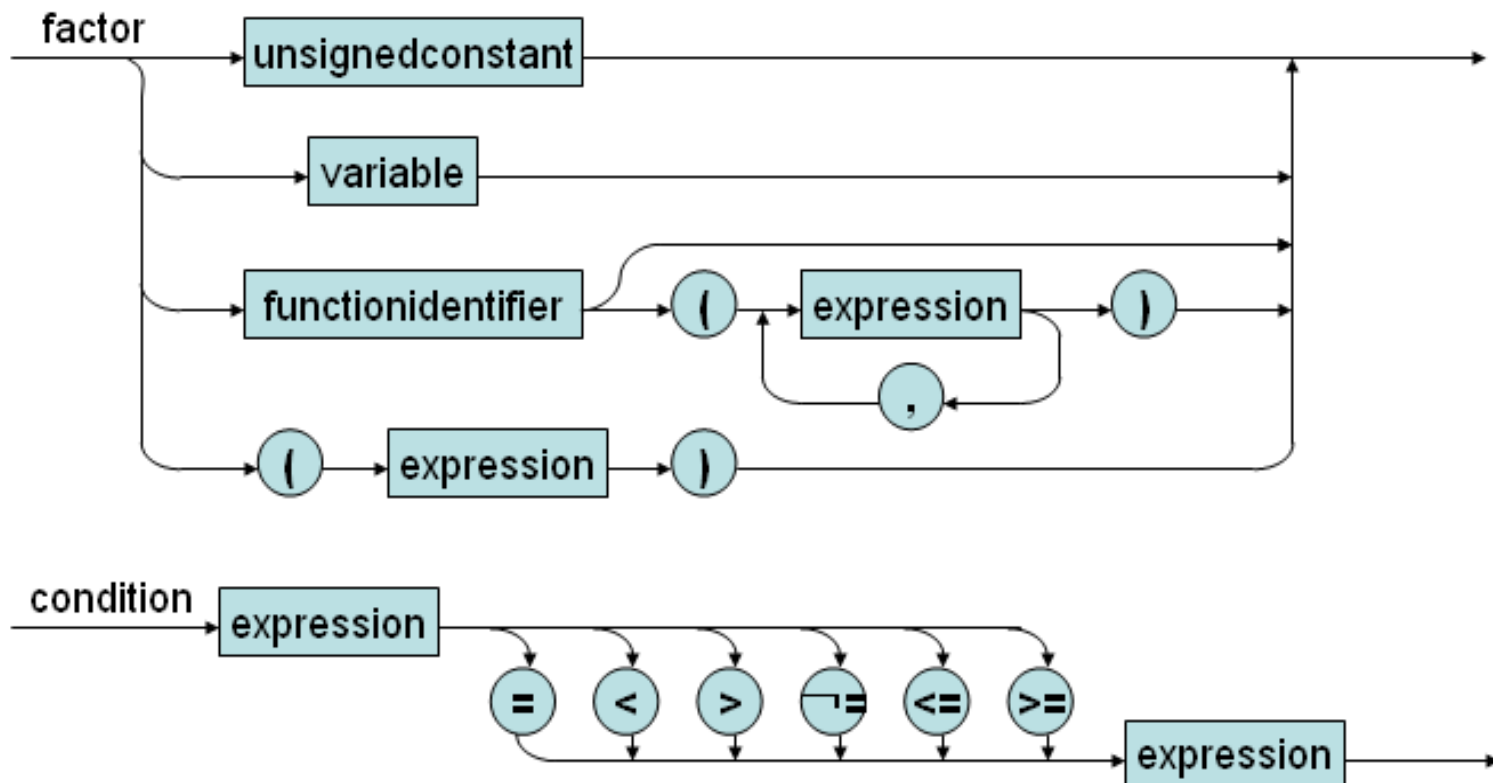 factor
unsignedconstant
variable
functionidentifier ( expression )
,
( expression )
condition
expression
= < > ¬= <= >=
expression